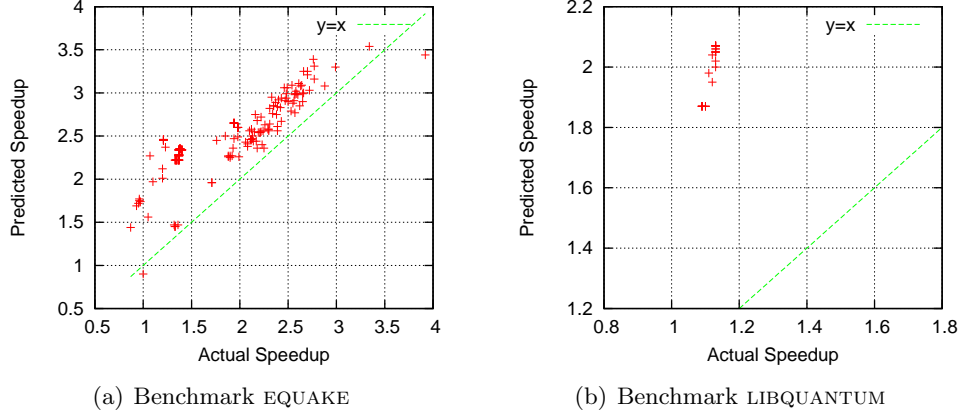 4
3.5
3
2.5
2
1.5
1
0.5
Predicted Speedup
y=x
0.5 1 1.5 2 2.5 3 3.5 4
Actual Speedup
(a) Benchmark EQUAKE
2.2
2
1.8
1.6
1.4
1.2
Predicted Speedup
y=x
0.8 1 1.2 1.4 1.6 1.8
Actual Speedup
(b) Benchmark LIBQUANTUM